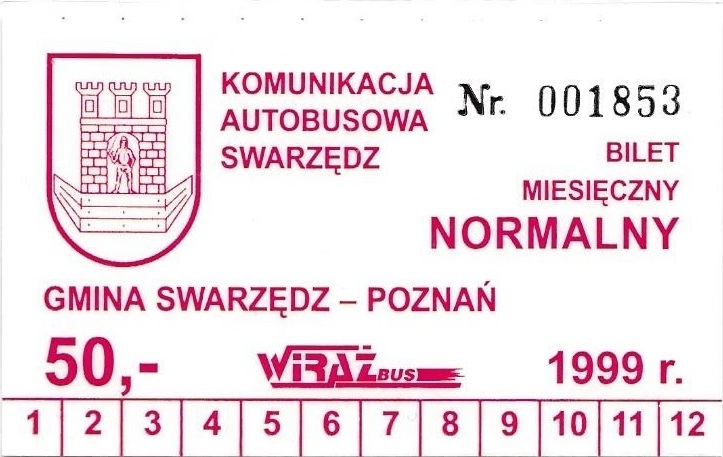 KOMUNIKACJA
AUTOBUSOWA
SWARZĘDZ
Nr. 001853
BILET
MIESIĘCZNY
NORMALNY
GMINA SWARZĘDZ – POZNAŃ
50,- WiRAŻ BUS 1999 r.
1 2 3 4 5 6 7 8 9 10 11 12